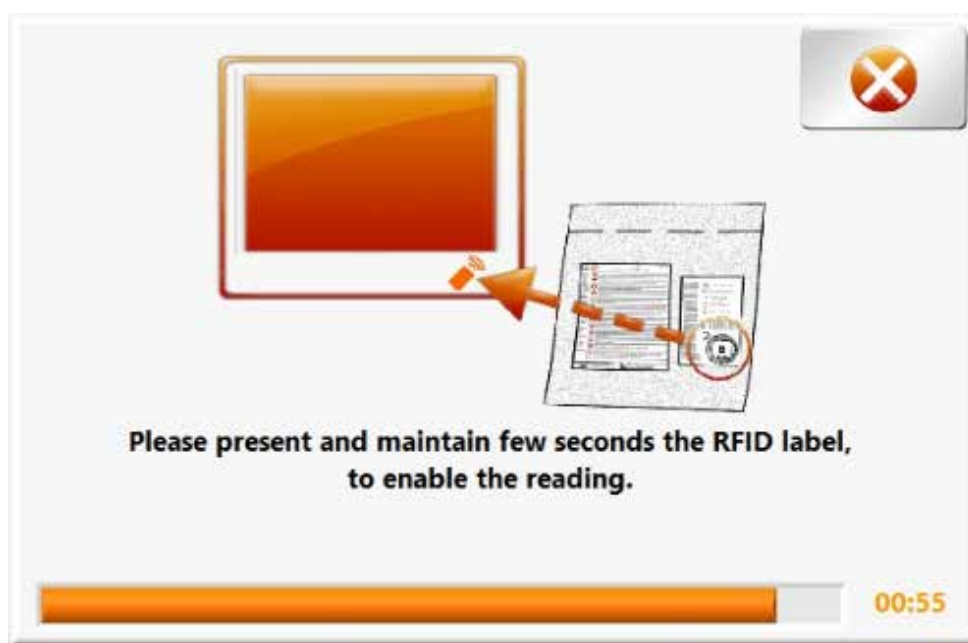 Please present and maintain few seconds the RFID label,
to enable the reading.
00:55